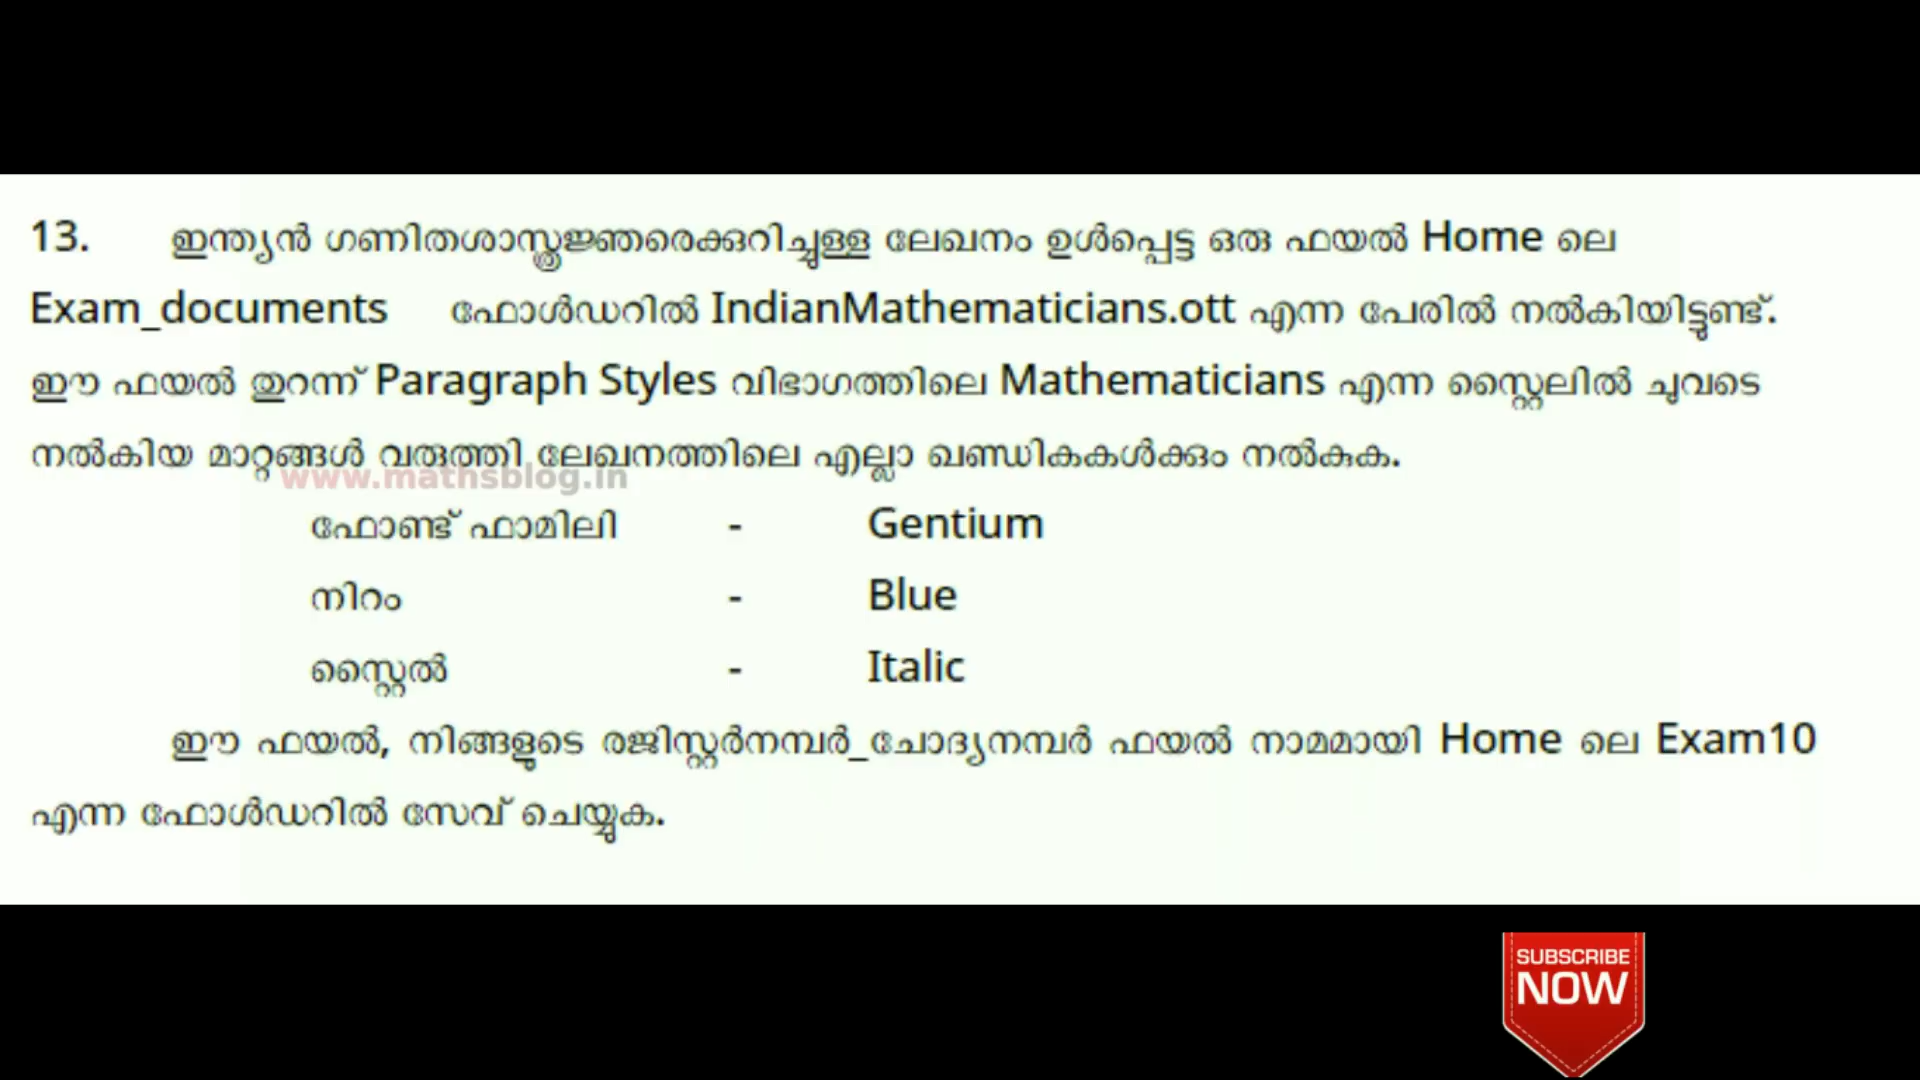 13. ഇന്ത്യൻ ഗണിതശാസ്ത്രജ്ഞരെക്കുറിച്ചുള്ള ലേഖനം ഉൾപ്പെട്ട ഒരു ഫയൽ Home ലെ
Exam_documents ഫോൾഡറിൽ IndianMathematicians.ott എന്ന പേരിൽ നൽകിയിട്ടുണ്ട്.
ഈ ഫയൽ തുറന്ന് Paragraph Styles വിഭാഗത്തിലെ Mathematicians എന്ന സ്റ്റൈലിൽ ചുവടെ
നൽകിയ മാറ്റങ്ങൾ വരുത്തി ലേഖനത്തിലെ എല്ലാ ഖണ്ഡികകൾക്കും നൽകുക.
www.mathsblog.in
ഫോണ്ട് ഫാമിലി - Gentium
നിറം - Blue
സ്റ്റൈൽ - Italic
ഈ ഫയൽ, നിങ്ങളുടെ രജിസ്റ്റർനമ്പർ_ചോദ്യനമ്പർ ഫയൽ നാമമായി Home ലെ Exam10
എന്ന ഫോൾഡറിൽ സേവ് ചെയ്യുക.
SUBSCRIBE
NOW